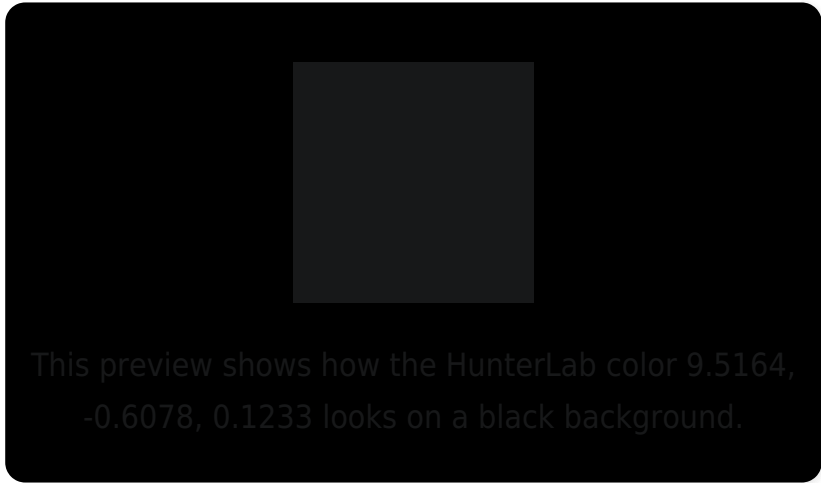 This preview shows how the HunterLab color 9.5164,
-0.6078, 0.1233 looks on a black background.